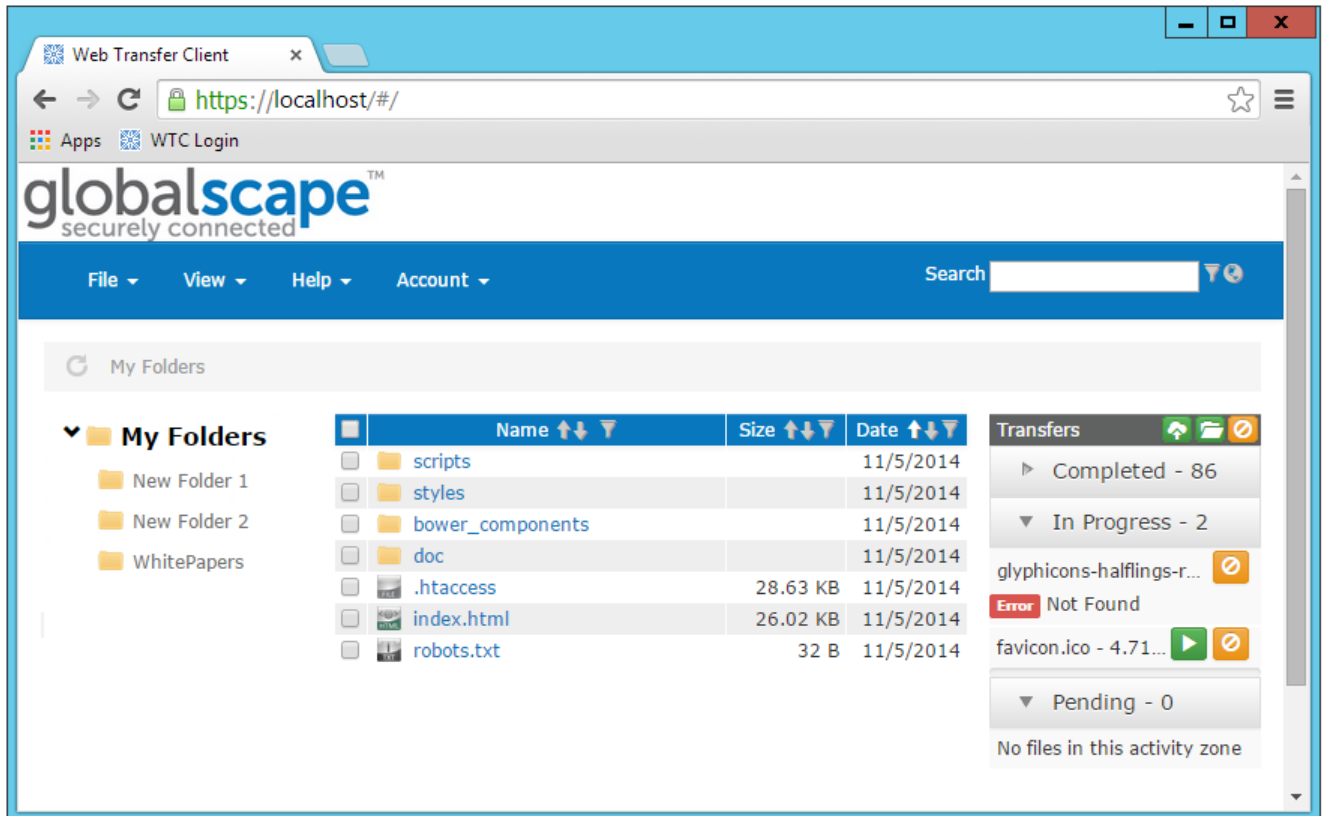 Web Transfer Client
https://localhost/#/
Apps WTC Login
globalscape™
securely connected
File View Help Account Search
My Folders
My Folders
New Folder 1
New Folder 2
WhitePapers
Name Size Date
scripts 11/5/2014
styles 11/5/2014
bower_components 11/5/2014
doc 11/5/2014
.htaccess 28.63 KB 11/5/2014
index.html 26.02 KB 11/5/2014
robots.txt 32 B 11/5/2014
Transfers
Completed - 86
In Progress - 2
glyphicons-halflings-r...
Error Not Found
favicon.ico - 4.71...
Pending - 0
No files in this activity zone